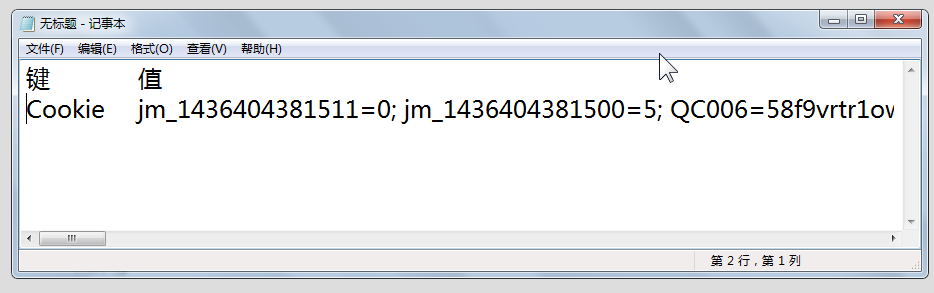 无标题 - 记事本
文件(F) 编辑(E) 格式(O) 查看(V) 帮助(H)
键 值
Cookie jm_1436404381511=0; jm_1436404381500=5; QC006=58f9vrtr1ow
第 2 行，第 1 列